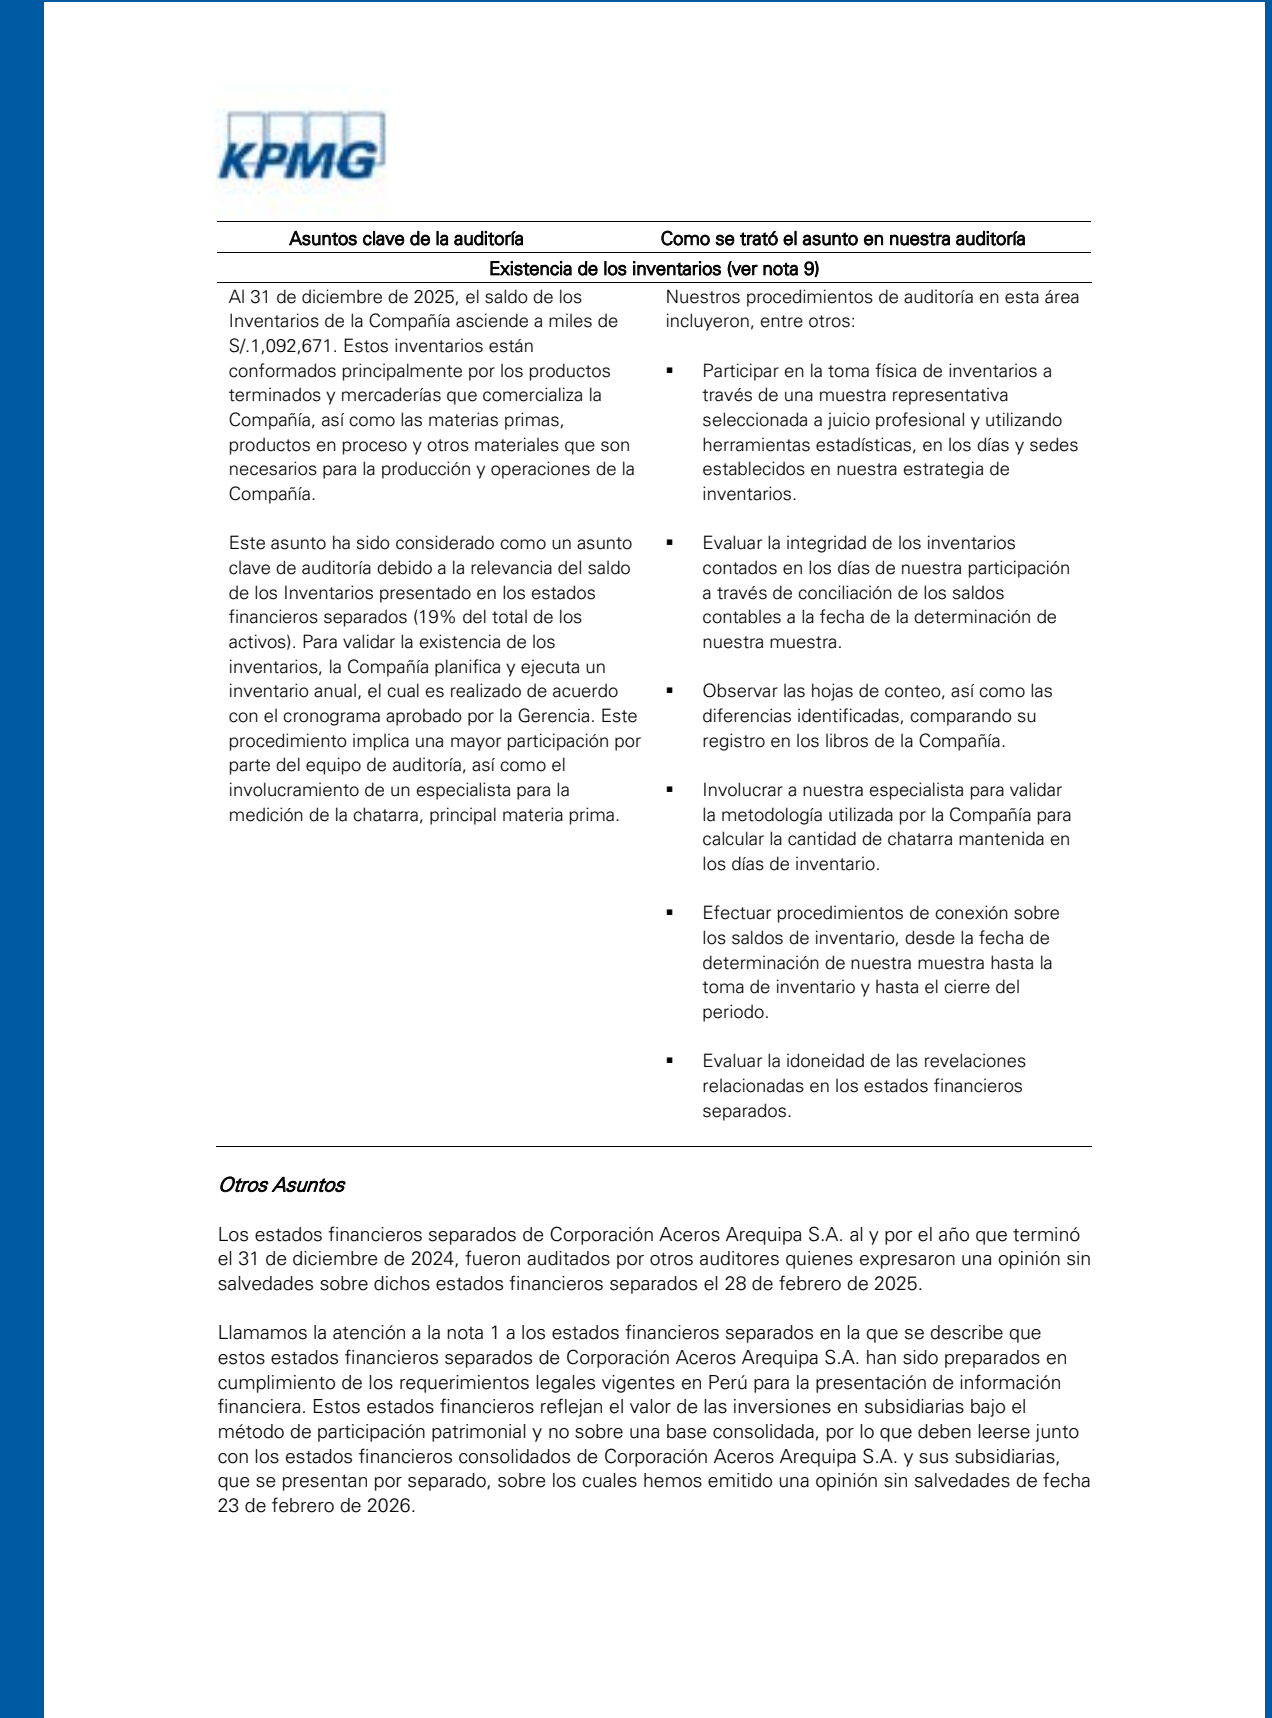 KPMG
Asuntos clave de la auditoría
Como se trató el asunto en nuestra auditoría
Existencia de los inventarios (ver nota 9)
Al 31 de diciembre de 2025, el saldo de los
Inventarios de la Compañía asciende a miles de
S/.1,092,671. Estos inventarios están
conformados principalmente por los productos
terminados y mercaderías que comercializa la
Compañía, así como las materias primas,
productos en proceso y otros materiales que son
necesarios para la producción y operaciones de la
Compañía.
Este asunto ha sido considerado como un asunto
clave de auditoría debido a la relevancia del saldo
de los Inventarios presentado en los estados
financieros separados (19% del total de los
activos). Para validar la existencia de los
inventarios, la Compañía planifica y ejecuta un
inventario anual, el cual es realizado de acuerdo
con el cronograma aprobado por la Gerencia. Este
procedimiento implica una mayor participación por
parte del equipo de auditoría, así como el
involucramiento de un especialista para la
medición de la chatarra, principal materia prima.
Nuestros procedimientos de auditoría en esta área
incluyeron, entre otros:
▪ Participar en la toma física de inventarios a
través de una muestra representativa
seleccionada a juicio profesional y utilizando
herramientas estadísticas, en los días y sedes
establecidos en nuestra estrategia de
inventarios.
▪ Evaluar la integridad de los inventarios
contados en los días de nuestra participación
a través de conciliación de los saldos
contables a la fecha de la determinación de
nuestra muestra.
▪ Observar las hojas de conteo, así como las
diferencias identificadas, comparando su
registro en los libros de la Compañía.
▪ Involucrar a nuestra especialista para validar
la metodología utilizada por la Compañía para
calcular la cantidad de chatarra mantenida en
los días de inventario.
▪ Efectuar procedimientos de conexión sobre
los saldos de inventario, desde la fecha de
determinación de nuestra muestra hasta la
toma de inventario y hasta el cierre del
periodo.
▪ Evaluar la idoneidad de las revelaciones
relacionadas en los estados financieros
separados.
Otros Asuntos
Los estados financieros separados de Corporación Aceros Arequipa S.A. al y por el año que terminó
el 31 de diciembre de 2024, fueron auditados por otros auditores quienes expresaron una opinión sin
salvedades sobre dichos estados financieros separados el 28 de febrero de 2025.
Llamamos la atención a la nota 1 a los estados financieros separados en la que se describe que
estos estados financieros separados de Corporación Aceros Arequipa S.A. han sido preparados en
cumplimiento de los requerimientos legales vigentes en Perú para la presentación de información
financiera. Estos estados financieros reflejan el valor de las inversiones en subsidiarias bajo el
método de participación patrimonial y no sobre una base consolidada, por lo que deben leerse junto
con los estados financieros consolidados de Corporación Aceros Arequipa S.A. y sus subsidiarias,
que se presentan por separado, sobre los cuales hemos emitido una opinión sin salvedades de fecha
23 de febrero de 2026.